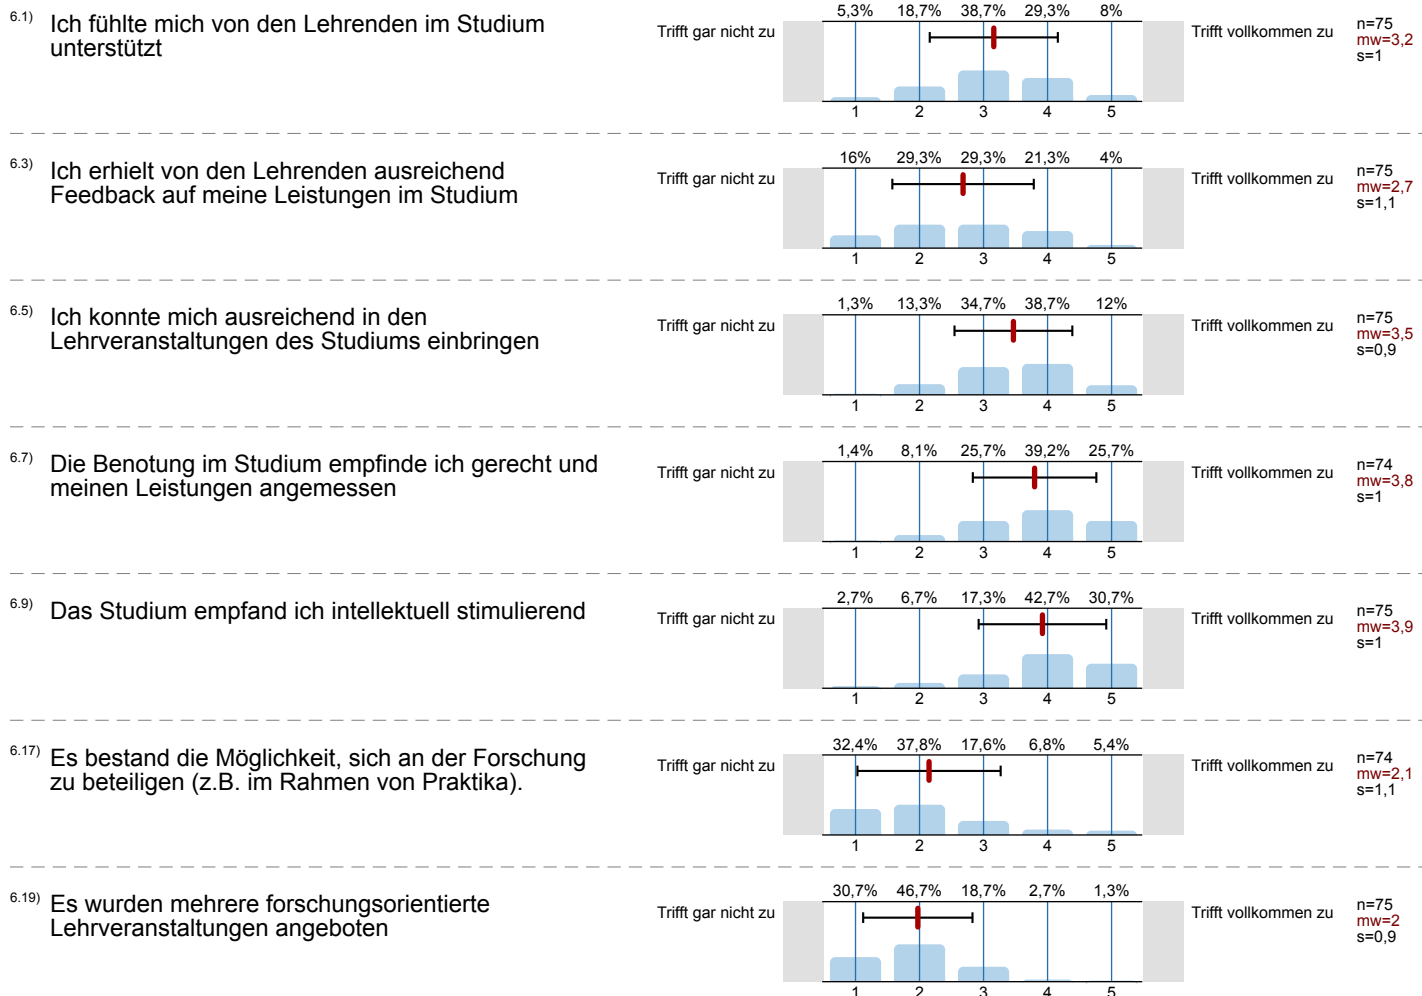 6.1) Ich fühlte mich von den Lehrenden im Studium
unterstützt
Trifft gar nicht zu
5,3% 18,7% 38,7% 29,3% 8%
1 2 3 4 5
Trifft vollkommen zu
n=75
mw=3,2
s=1
6.3) Ich erhielt von den Lehrenden ausreichend
Feedback auf meine Leistungen im Studium
Trifft gar nicht zu
16% 29,3% 29,3% 21,3% 4%
1 2 3 4 5
Trifft vollkommen zu
n=75
mw=2,7
s=1,1
6.5) Ich konnte mich ausreichend in den
Lehrveranstaltungen des Studiums einbringen
Trifft gar nicht zu
1,3% 13,3% 34,7% 38,7% 12%
1 2 3 4 5
Trifft vollkommen zu
n=75
mw=3,5
s=0,9
6.7) Die Benotung im Studium empfinde ich gerecht und
meinen Leistungen angemessen
Trifft gar nicht zu
1,4% 8,1% 25,7% 39,2% 25,7%
1 2 3 4 5
Trifft vollkommen zu
n=74
mw=3,8
s=1
6.9) Das Studium empfand ich intellektuell stimulierend
Trifft gar nicht zu
2,7% 6,7% 17,3% 42,7% 30,7%
1 2 3 4 5
Trifft vollkommen zu
n=75
mw=3,9
s=1
6.17) Es bestand die Möglichkeit, sich an der Forschung
zu beteiligen (z.B. im Rahmen von Praktika).
Trifft gar nicht zu
32,4% 37,8% 17,6% 6,8% 5,4%
1 2 3 4 5
Trifft vollkommen zu
n=74
mw=2,1
s=1,1
6.19) Es wurden mehrere forschungsorientierte
Lehrveranstaltungen angeboten
Trifft gar nicht zu
30,7% 46,7% 18,7% 2,7% 1,3%
1 2 3 4 5
Trifft vollkommen zu
n=75
mw=2
s=0,9